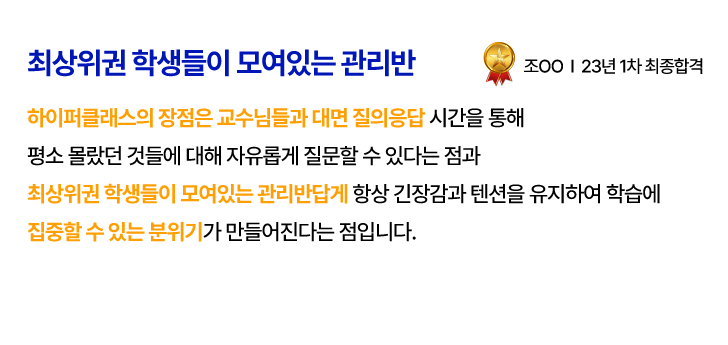 최상위권 학생들이 모여있는 관리반
조OO | 23년 1차 최종합격
하이퍼클래스의 장점은 교수님들과 대면 질의응답 시간을 통해
평소 몰랐던 것들에 대해 자유롭게 질문할 수 있다는 점과
최상위권 학생들이 모여있는 관리반답게 항상 긴장감과 텐션을 유지하여 학습에
집중할 수 있는 분위기가 만들어진다는 점입니다.